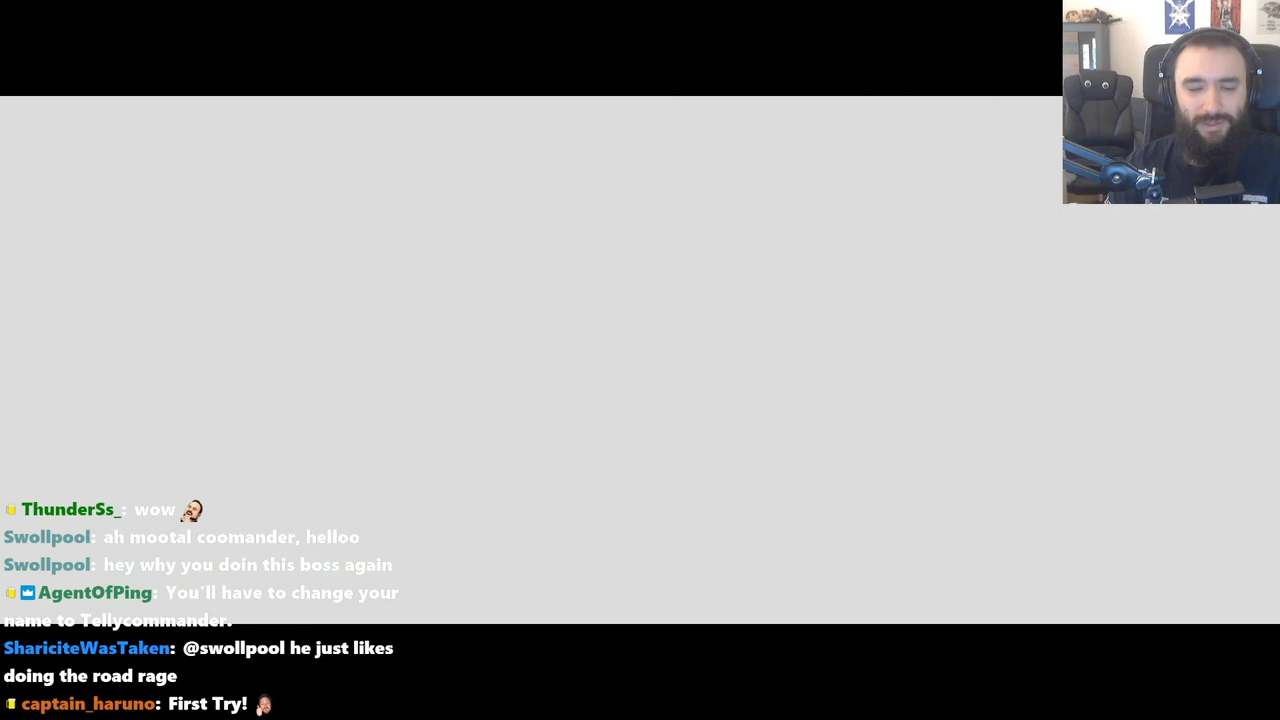 ThunderSs_: wow
Swollpool: ah mootal coomander, helloo
Swollpool: hey why you doin this boss again
AgentOfPing: You'll have to change your
name to Tellycommander.
ShariciteWasTaken: @swollpool he just likes
doing the road rage
captain_haruno: First Try!